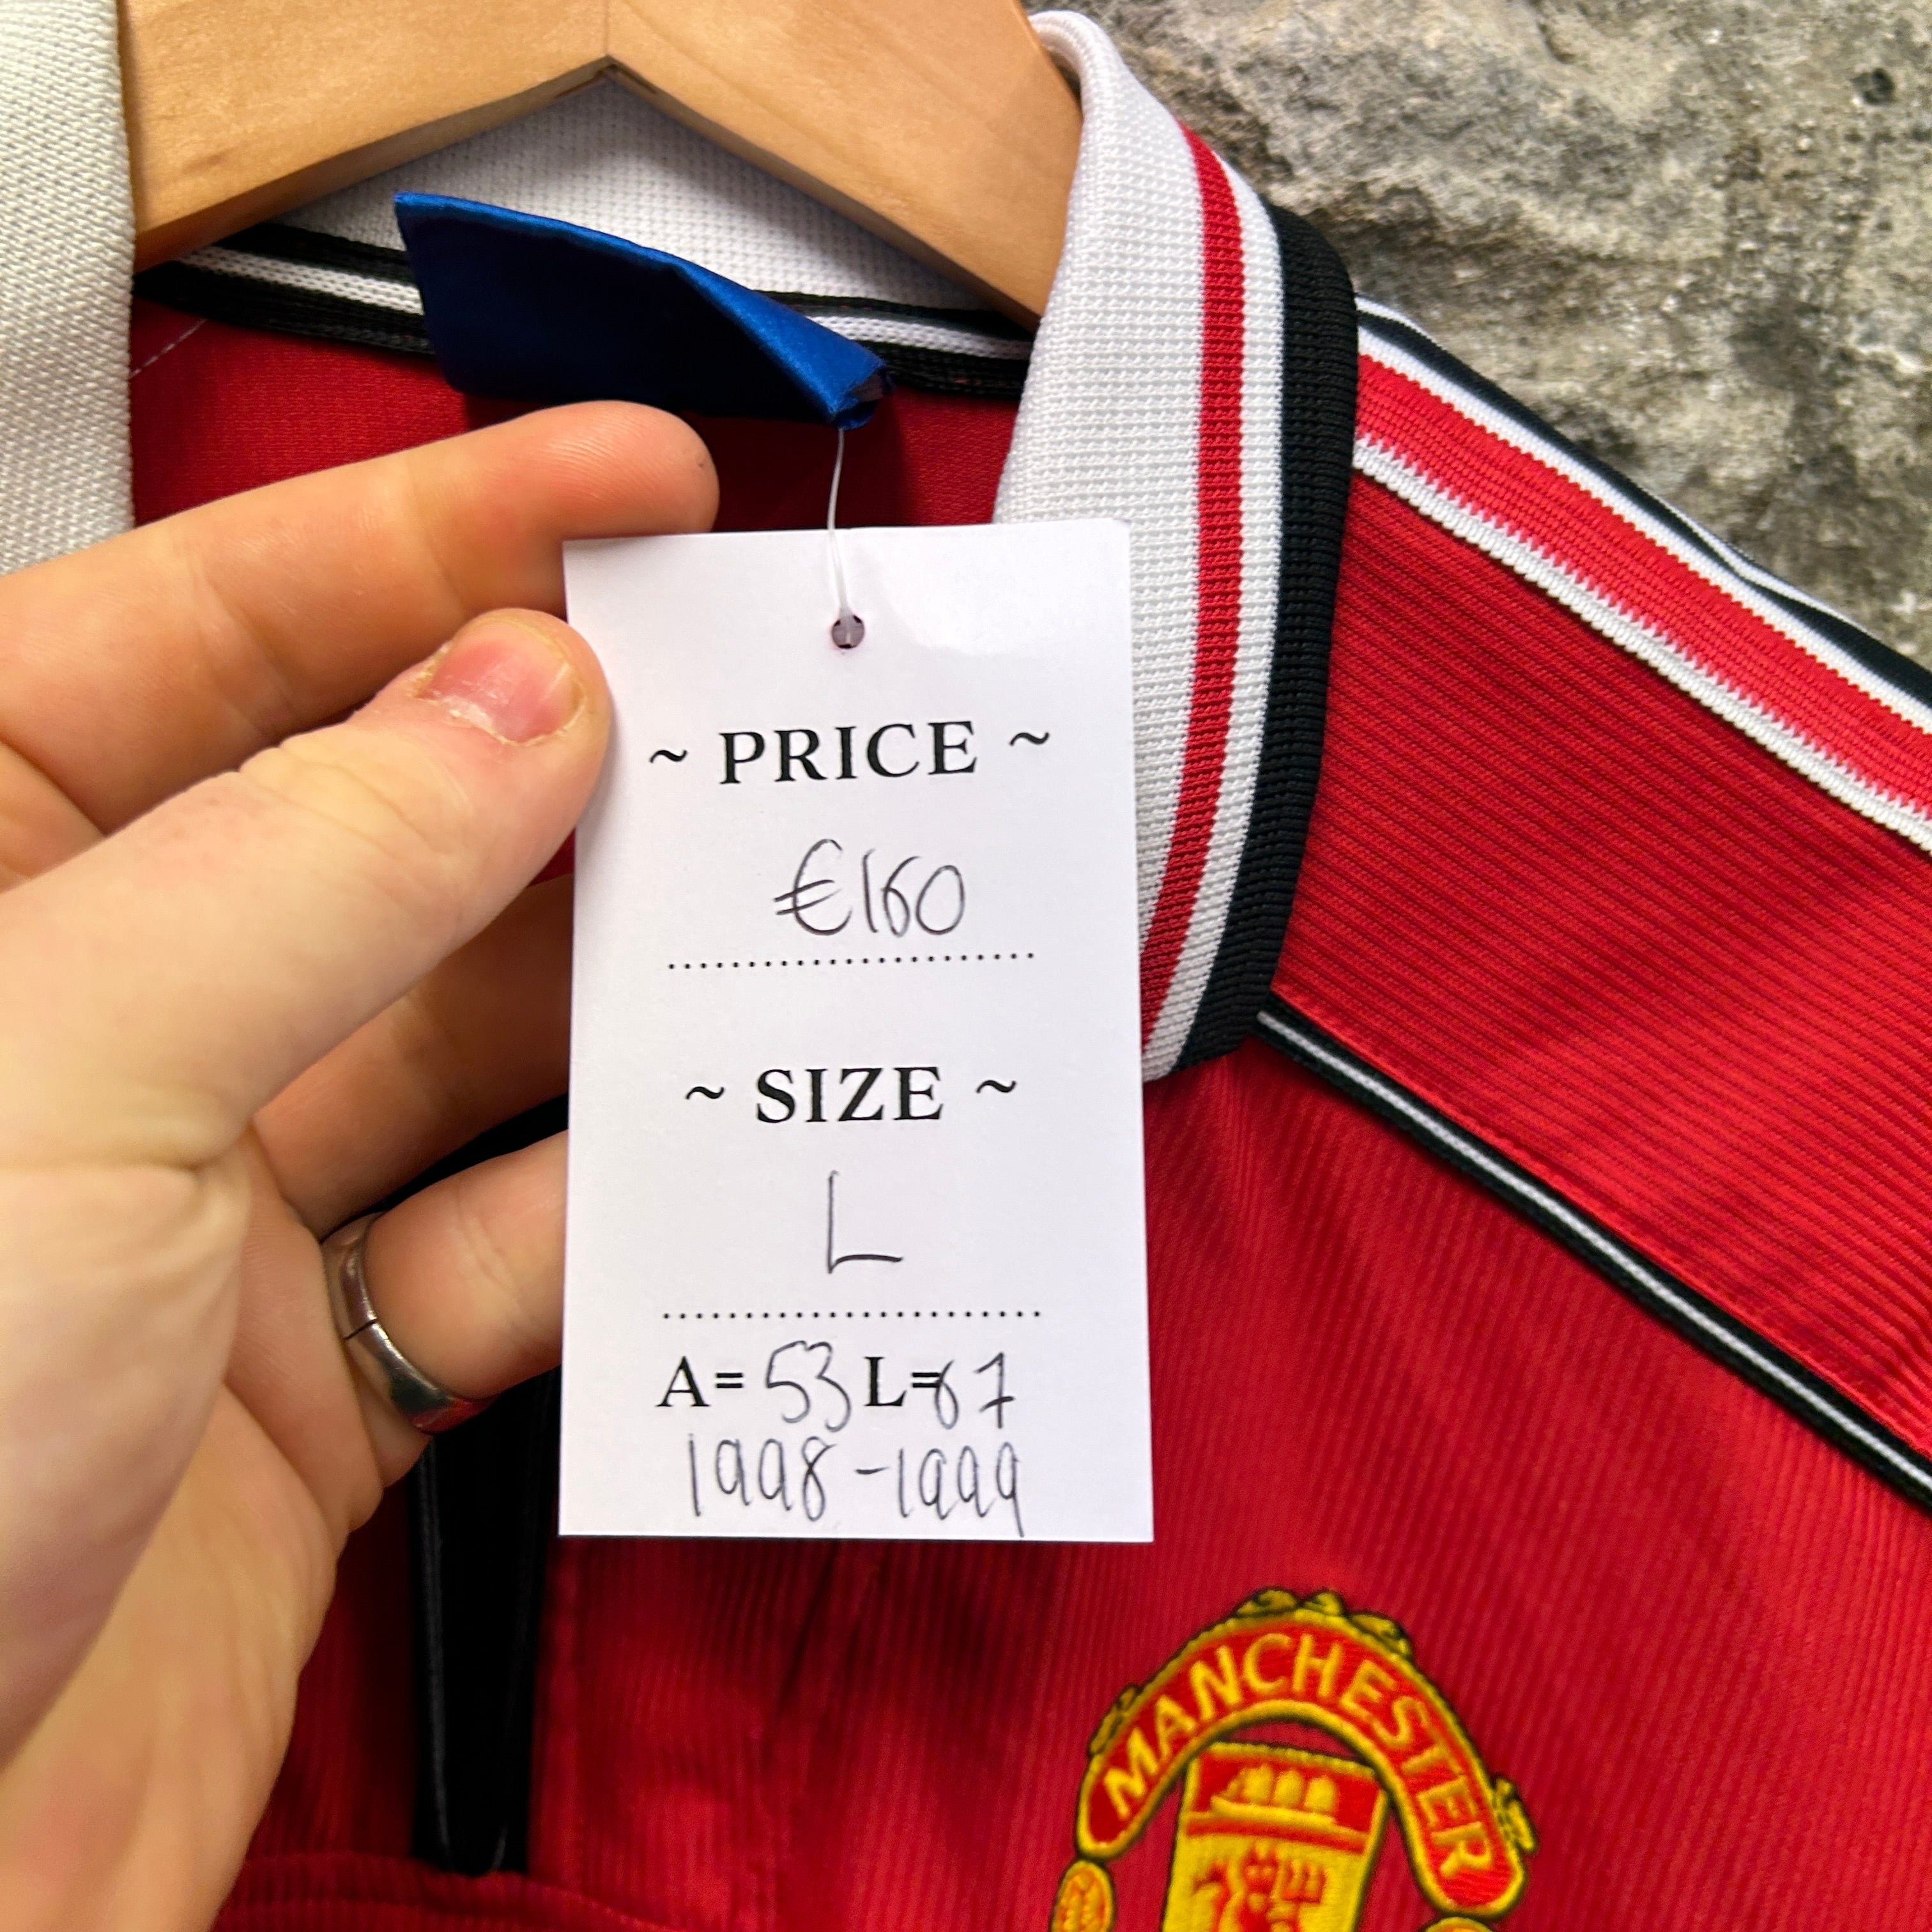 ~ PRICE ~
€160
~ SIZE ~
L
A= 53 L= 67
1998-1999
MANCHESTER